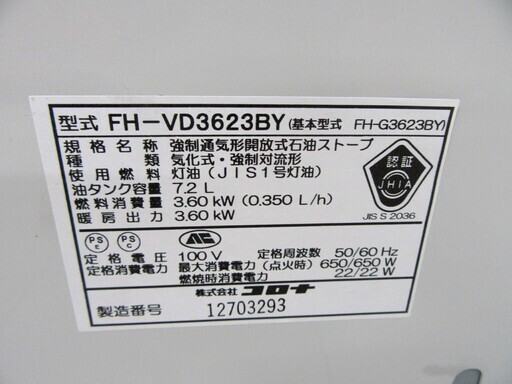 型式 FH-VD3623BY (基本型式 FH-G3623BY)
規格名称 強制通気形開放式石油ストーブ
種類 気化式・強制対流形
使用燃料 灯油(JIS1号灯油)
油タンク容量 7.2 L
燃料消費量 3.60 kW (0.350 L/h)
暖房出力 3.60 kW
認証
JHIA
JIS S 2036
PS E PS C
定格電圧 100 V 定格周波数 50/60 Hz
定格消費電力 最大消費電力(点火時) 650/650 W
燃焼時消費電力 22/22 W
株式会社 コロナ
製造番号 12703293